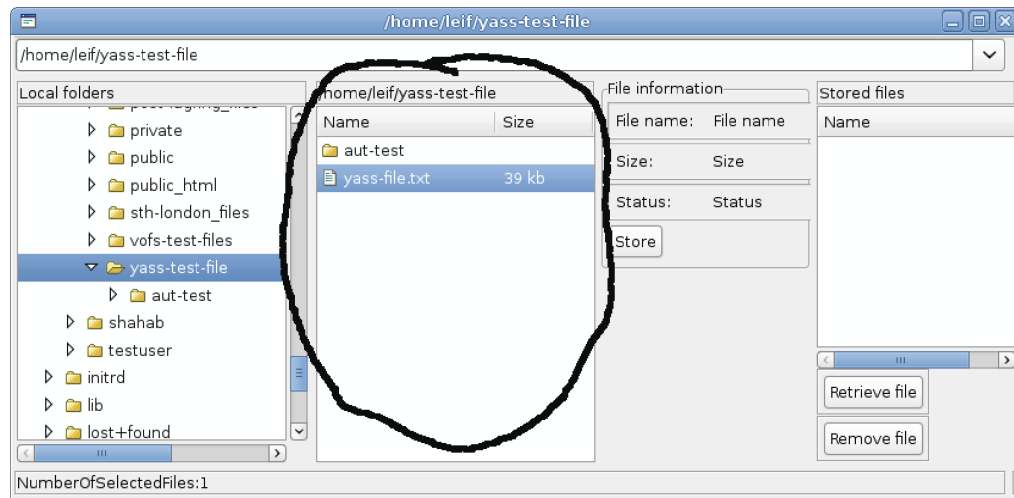 /home/leif/yass-test-file
/home/leif/yass-test-file
Local folders
private
public
public_html
sth-london_files
vofs-test-files
yass-test-file
aut-test
shahab
testuser
initrd
lib
lost+found
/home/leif/yass-test-file
Name Size
aut-test
yass-file.txt 39 kb
File information
File name: File name
Size: Size
Status: Status
Store
Stored files
Name
Retrieve file
Remove file
NumberOfSelectedFiles:1